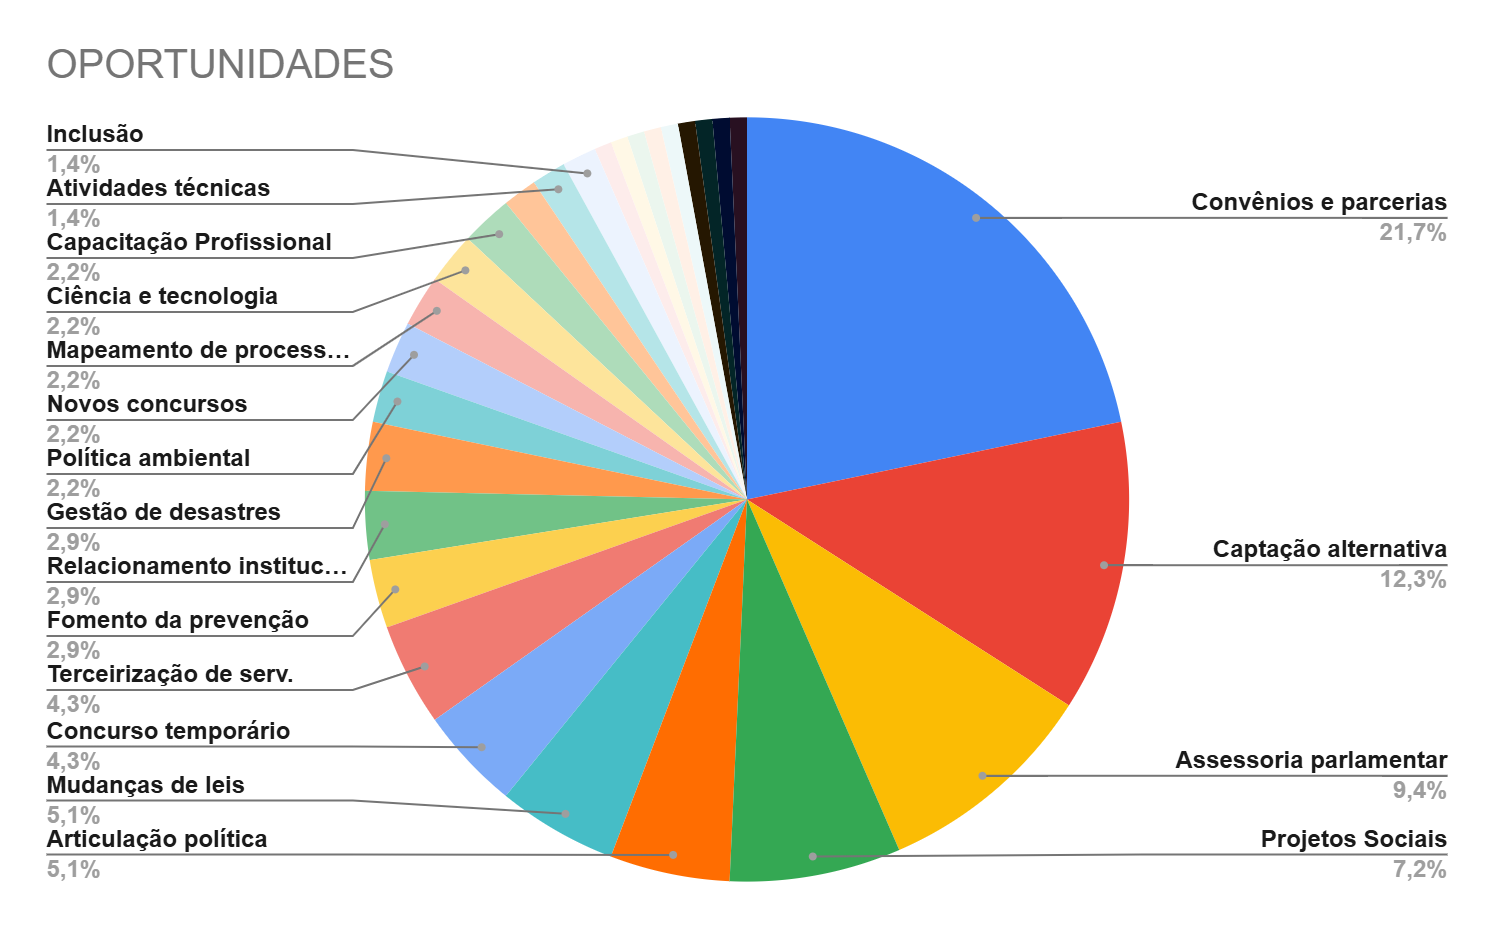 OPORTUNIDADES
Inclusão
1,4%
Atividades técnicas
1,4%
Capacitação Profissional
2,2%
Ciência e tecnologia
2,2%
Mapeamento de process…
2,2%
Novos concursos
2,2%
Política ambiental
2,2%
Gestão de desastres
2,9%
Relacionamento instituc…
2,9%
Fomento da prevenção
2,9%
Terceirização de serv.
4,3%
Concurso temporário
4,3%
Mudanças de leis
5,1%
Articulação política
5,1%
Convênios e parcerias
21,7%
Captação alternativa
12,3%
Assessoria parlamentar
9,4%
Projetos Sociais
7,2%